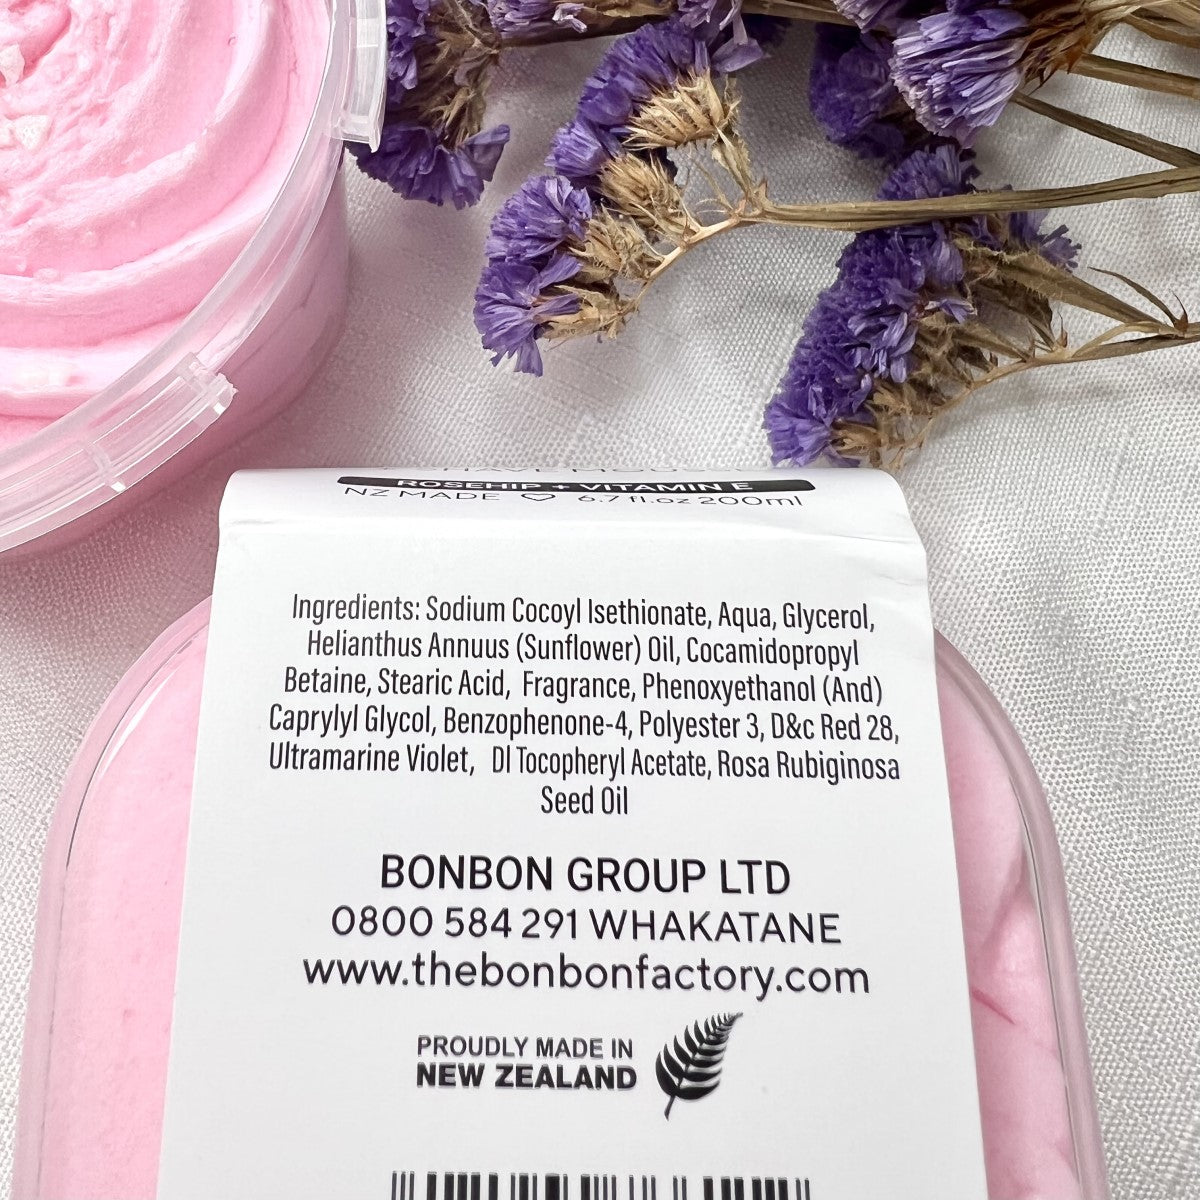 ROSEHIP + VITAMIN E
NZ MADE ♡ 6.7 fl.oz 200ml
Ingredients: Sodium Cocoyl Isethionate, Aqua, Glycerol,
Helianthus Annuus (Sunflower) Oil, Cocamidopropyl
Betaine, Stearic Acid, Fragrance, Phenoxyethanol (And)
Caprylyl Glycol, Benzophenone-4, Polyester 3, D&c Red 28,
Ultramarine Violet, Dl Tocopheryl Acetate, Rosa Rubiginosa
Seed Oil
BONBON GROUP LTD
0800 584 291 WHAKATANE
www.thebonbonfactory.com
PROUDLY MADE IN
NEW ZEALAND